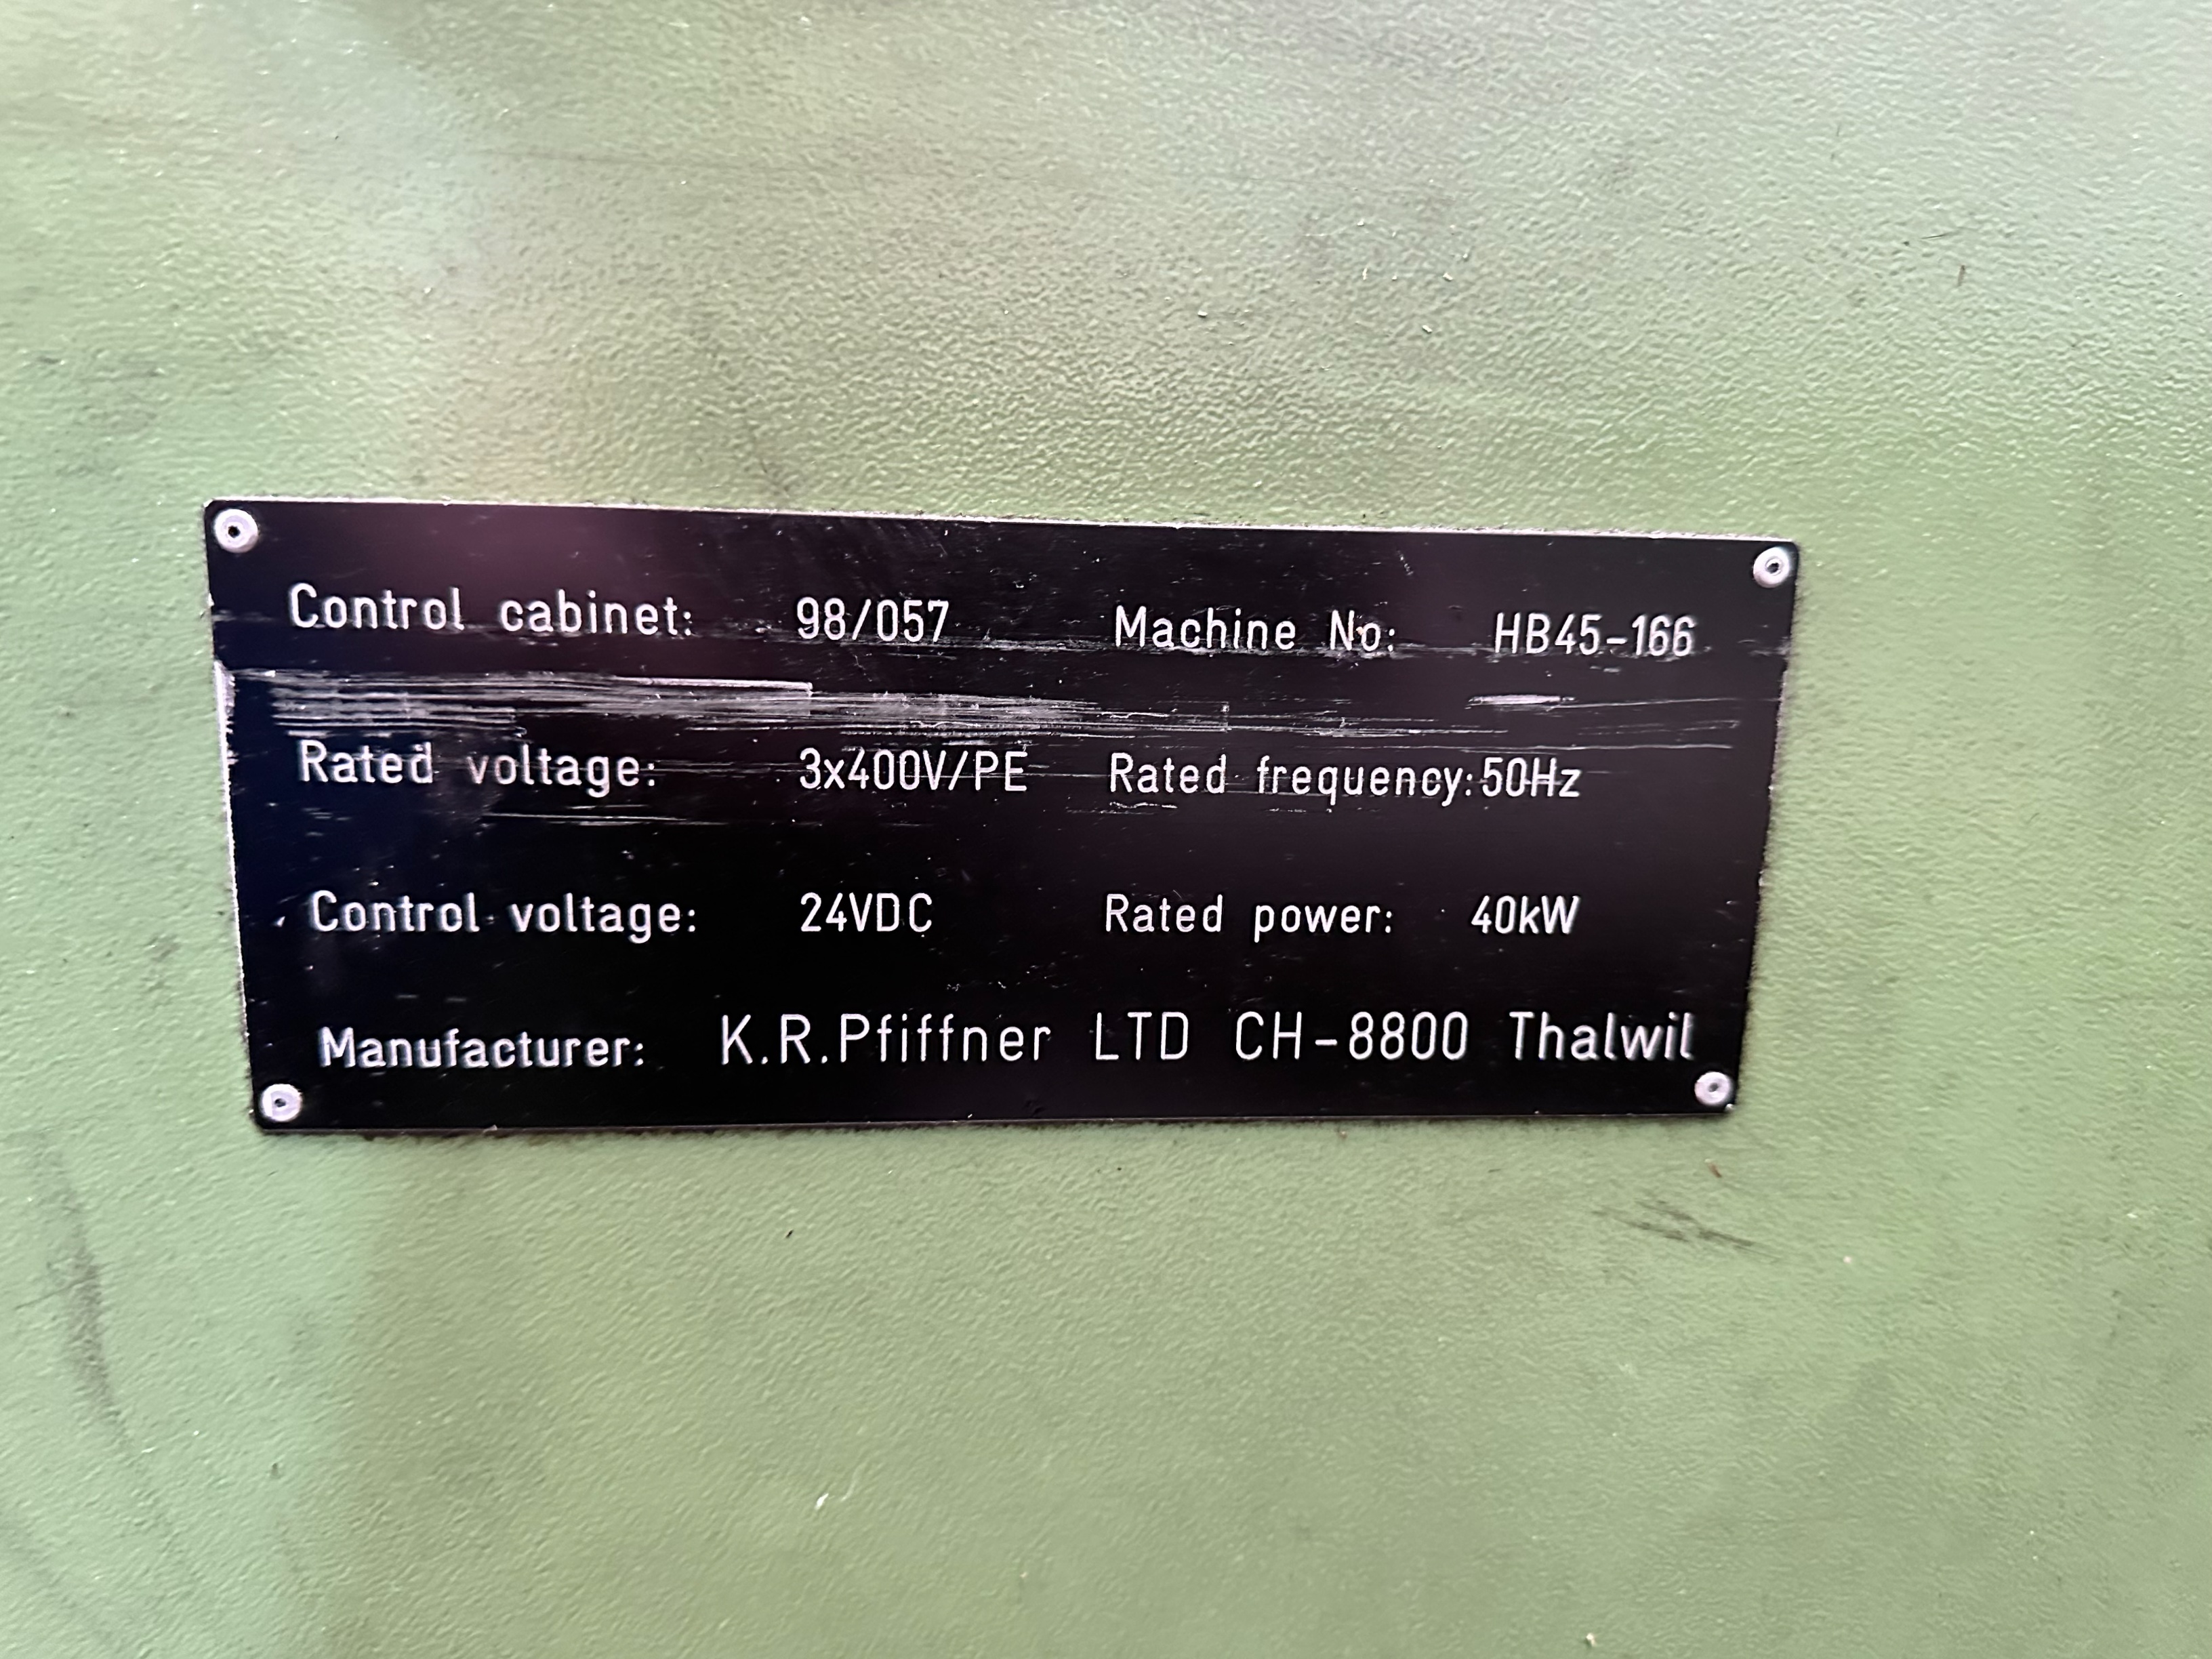 Control cabinet: 98/057 Machine No: HB45-166
Rated voltage: 3x400V/PE Rated frequency: 50Hz
Control voltage: 24VDC Rated power: 40kW
Manufacturer: K.R.Pfiffner LTD CH-8800 Thalwil